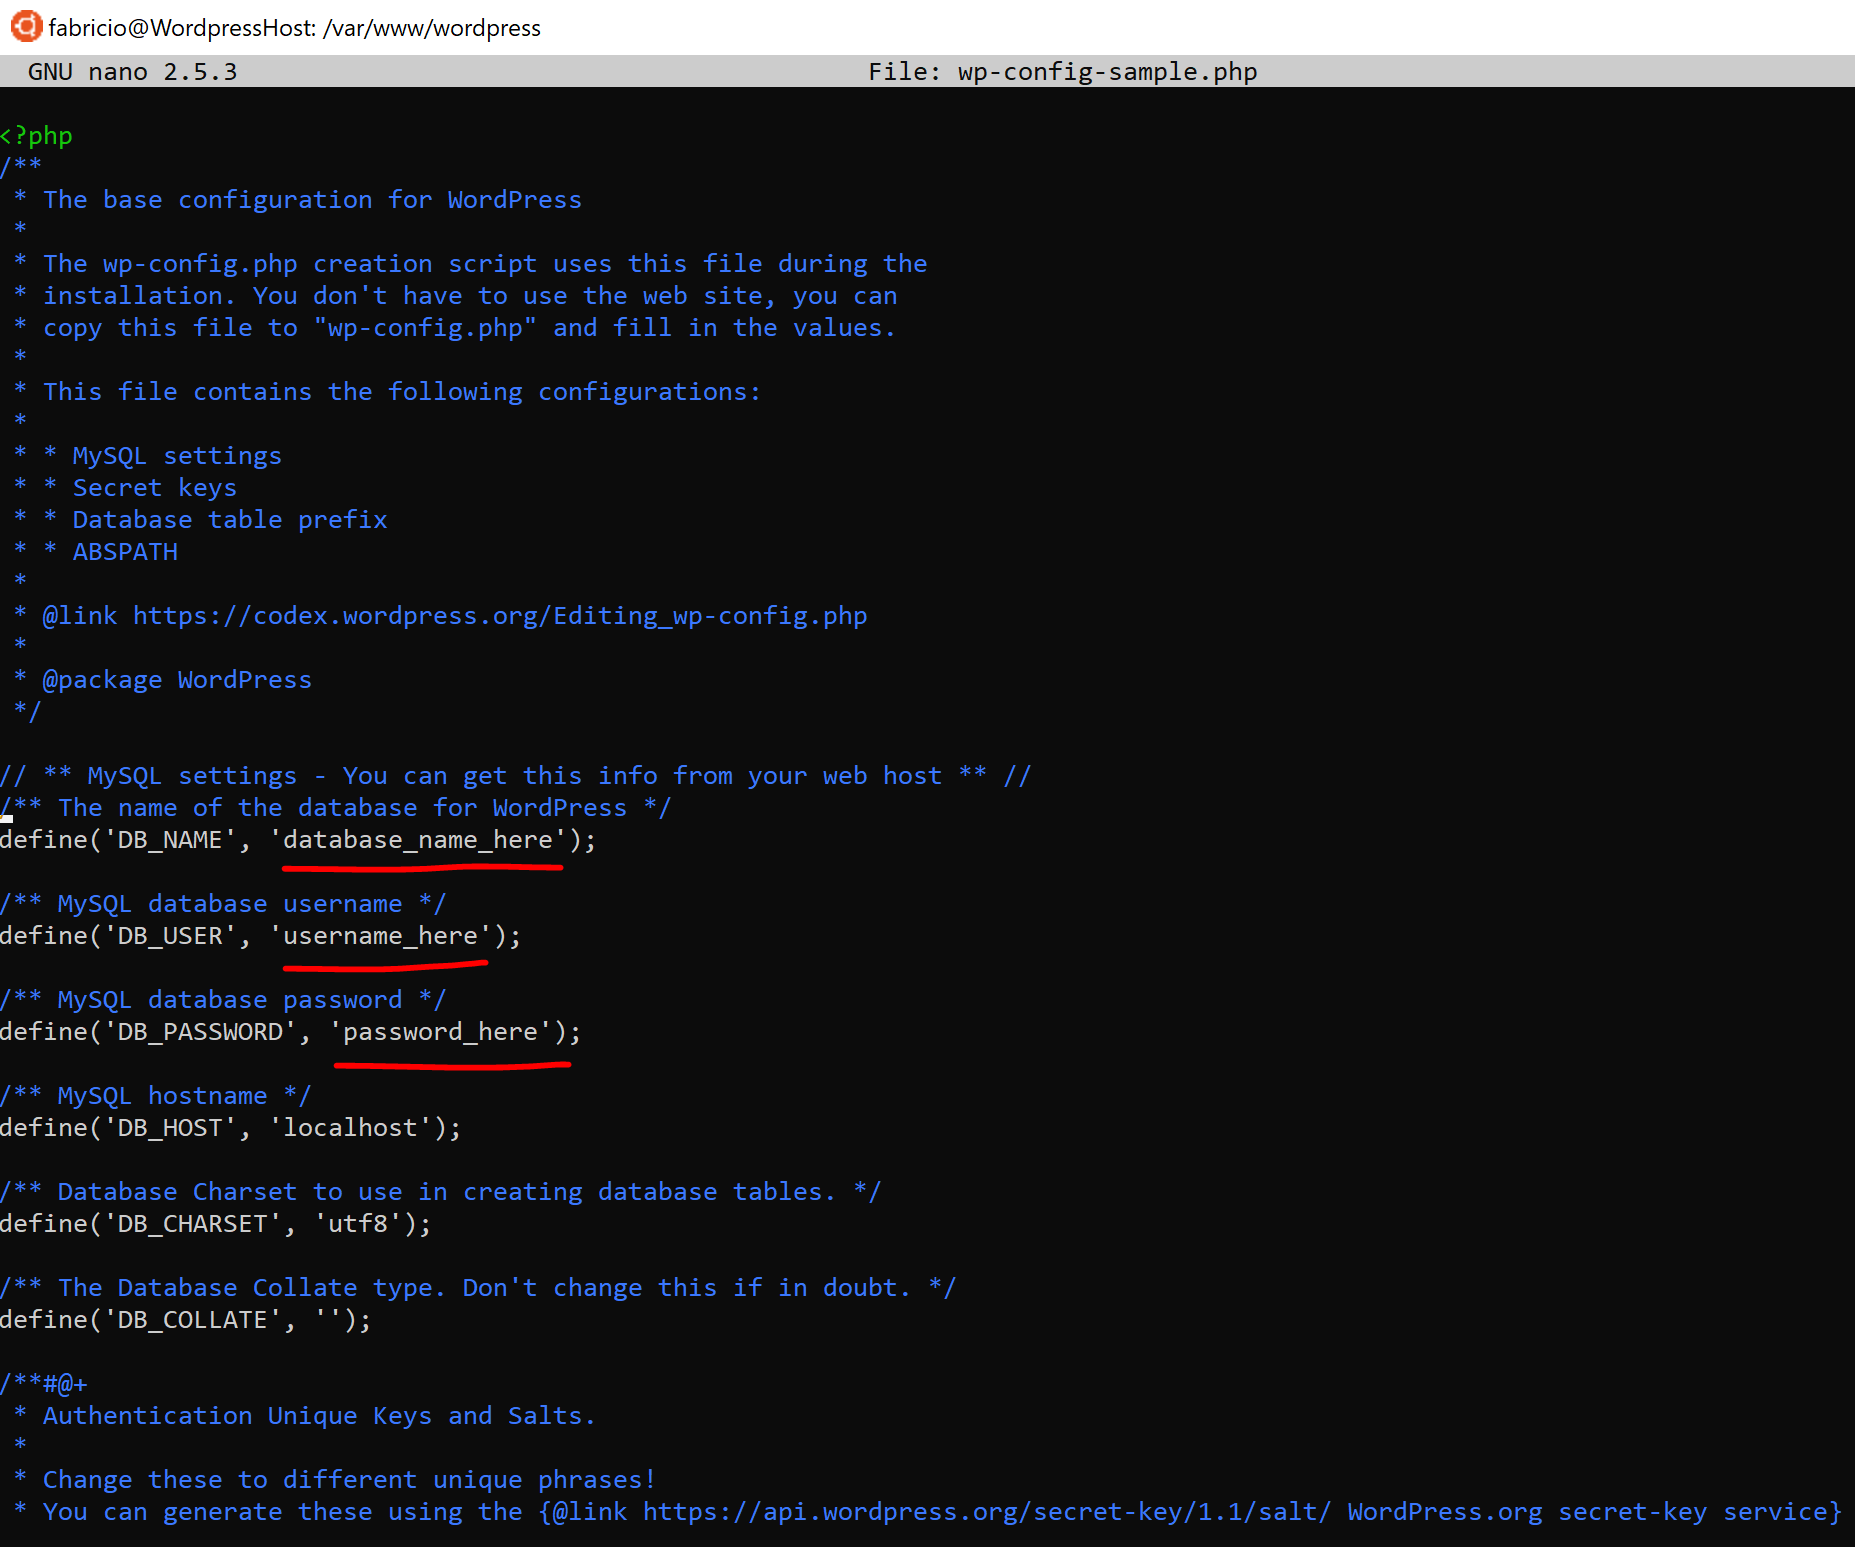 fabricio@WordpressHost: /var/www/wordpress
GNU nano 2.5.3 File: wp-config-sample.php
<?php
/**
 * The base configuration for WordPress
 *
 * The wp-config.php creation script uses this file during the
 * installation. You don't have to use the web site, you can
 * copy this file to "wp-config.php" and fill in the values.
 *
 * This file contains the following configurations:
 *
 * * MySQL settings
 * * Secret keys
 * * Database table prefix
 * * ABSPATH
 *
 * @link https://codex.wordpress.org/Editing_wp-config.php
 *
 * @package WordPress
 */
// ** MySQL settings - You can get this info from your web host ** //
/** The name of the database for WordPress */
define('DB_NAME', 'database_name_here');
/** MySQL database username */
define('DB_USER', 'username_here');
/** MySQL database password */
define('DB_PASSWORD', 'password_here');
/** MySQL hostname */
define('DB_HOST', 'localhost');
/** Database Charset to use in creating database tables. */
define('DB_CHARSET', 'utf8');
/** The Database Collate type. Don't change this if in doubt. */
define('DB_COLLATE', '');
/**#@+
 * Authentication Unique Keys and Salts.
 *
 * Change these to different unique phrases!
 * You can generate these using the {@link https://api.wordpress.org/secret-key/1.1/salt/ WordPress.org secret-key service}